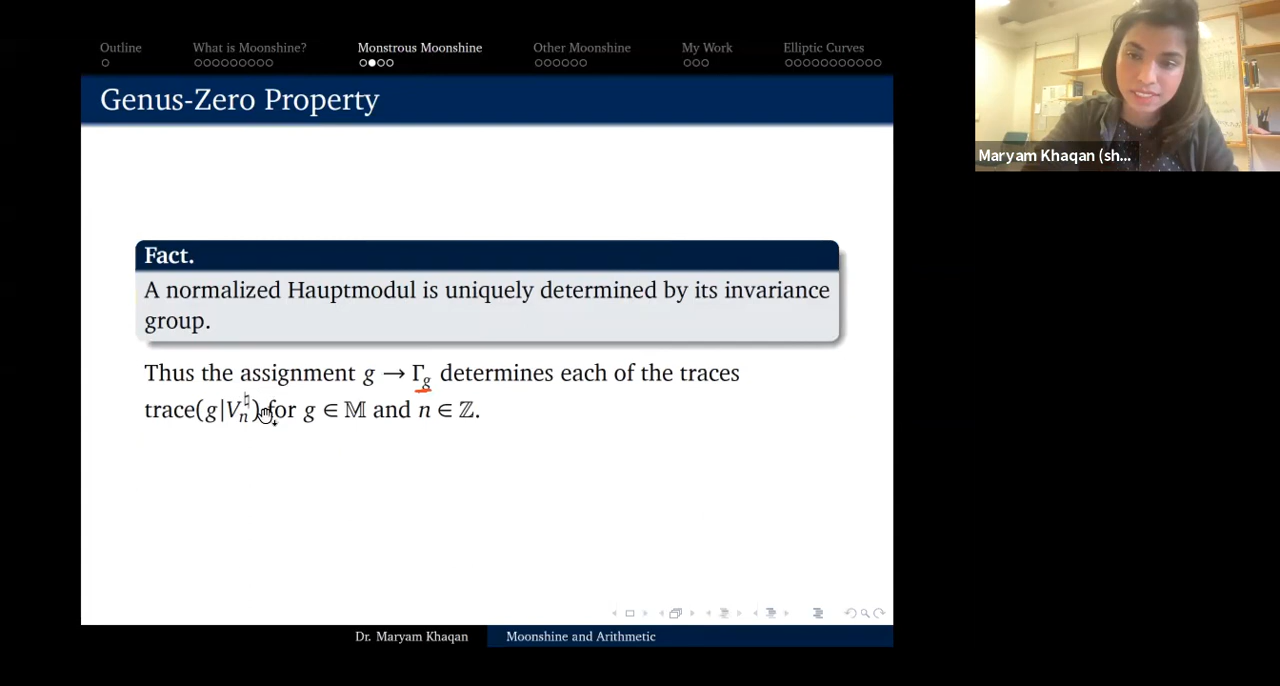 Outline What is Moonshine? Monstrous Moonshine Other Moonshine My Work Elliptic Curves
Genus-Zero Property
Fact.
A normalized Hauptmodul is uniquely determined by its invariance
group.
Thus the assignment g → Γ_g determines each of the traces
trace(g|V_n^♮) for g ∈ 𝕄 and n ∈ ℤ.
Dr. Maryam Khaqan Moonshine and Arithmetic
Maryam Khaqan (sh...